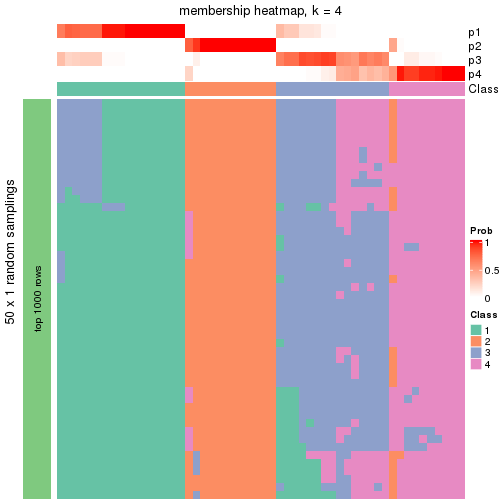 membership heatmap, k = 4
p1
p2
p3
p4
Class
50 x 1 random samplings
top 1000 rows
Prob
1
0.5
0
Class
1
2
3
4